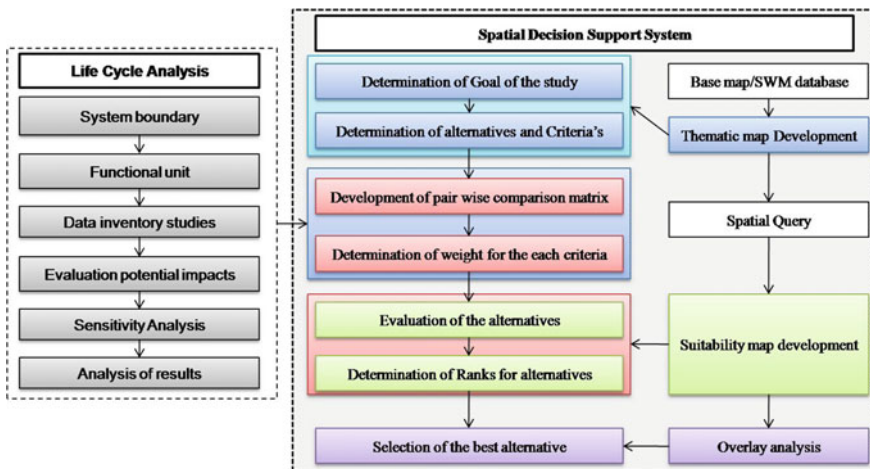 Life Cycle Analysis
System boundary
Functional unit
Data inventory studies
Evaluation potential impacts
Sensitivity Analysis
Analysis of results
Spatial Decision Support System
Determination of Goal of the study
Determination of alternatives and Criteria's
Development of pair wise comparison matrix
Determination of weight for the each criteria
Evaluation of the alternatives
Determination of Ranks for alternatives
Selection of the best alternative
Base map/SWM database
Thematic map Development
Spatial Query
Suitability map development
Overlay analysis